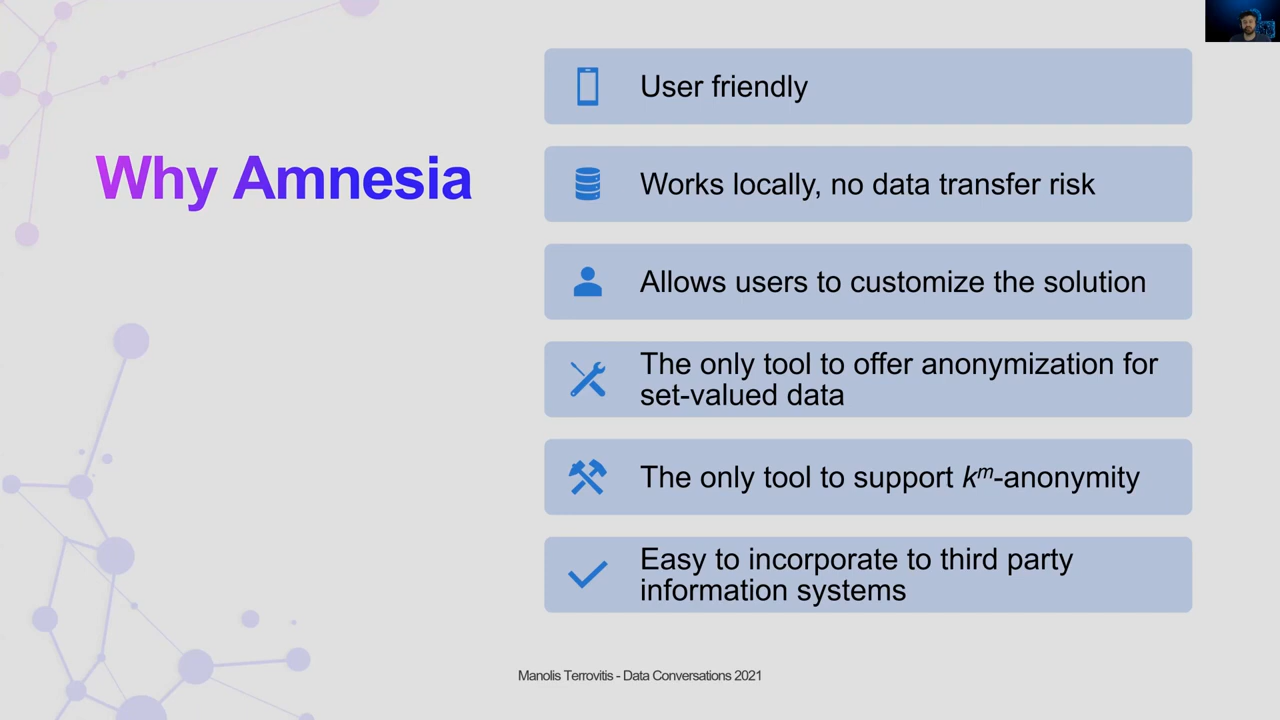 Why Amnesia
User friendly
Works locally, no data transfer risk
Allows users to customize the solution
The only tool to offer anonymization for
set-valued data
The only tool to support kᵐ-anonymity
Easy to incorporate to third party
information systems
Manolis Terrovitis - Data Conversations 2021